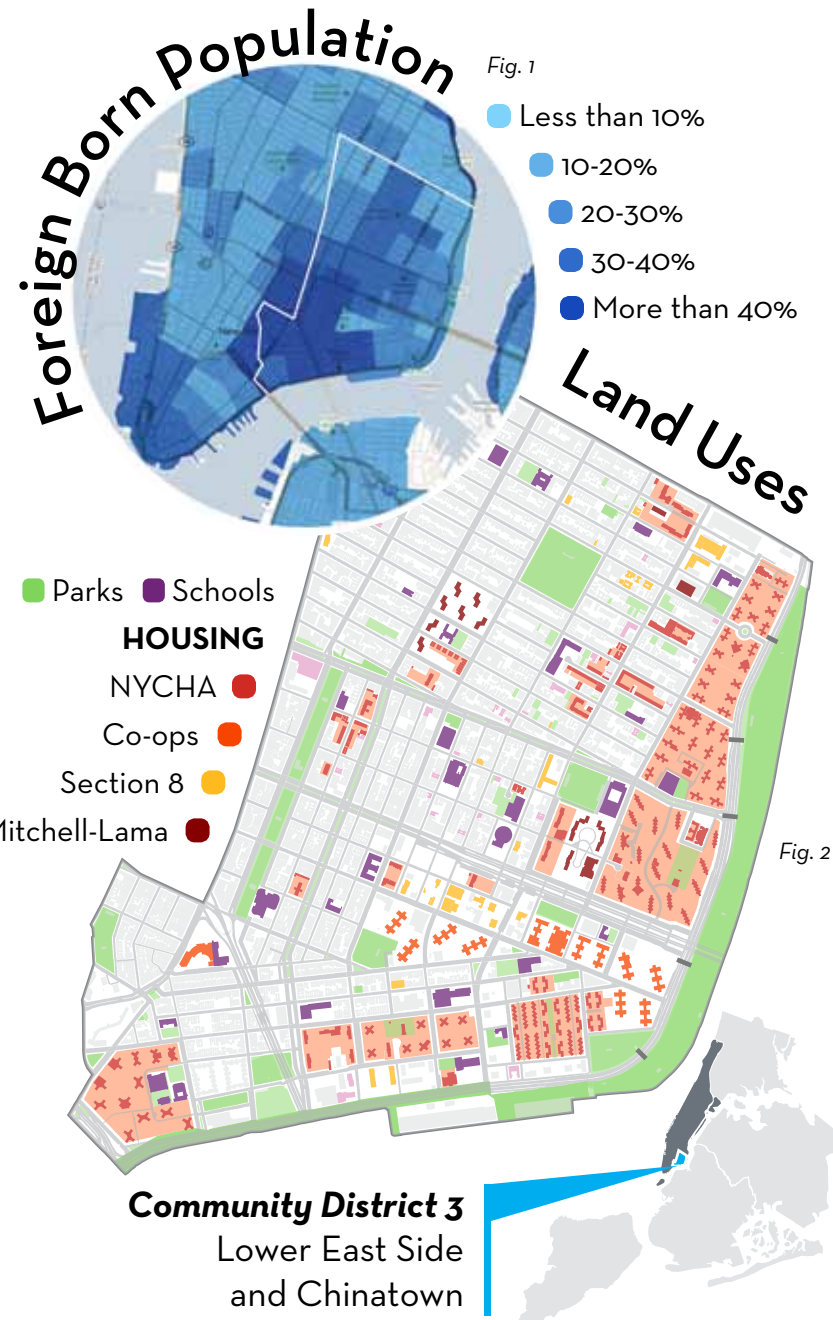 Foreign Born Population
Fig. 1
Less than 10%
10-20%
20-30%
30-40%
More than 40%
Land Uses
Parks
Schools
HOUSING
NYCHA
Co-ops
Section 8
Mitchell-Lama
Fig. 2
Community District 3
Lower East Side
and Chinatown